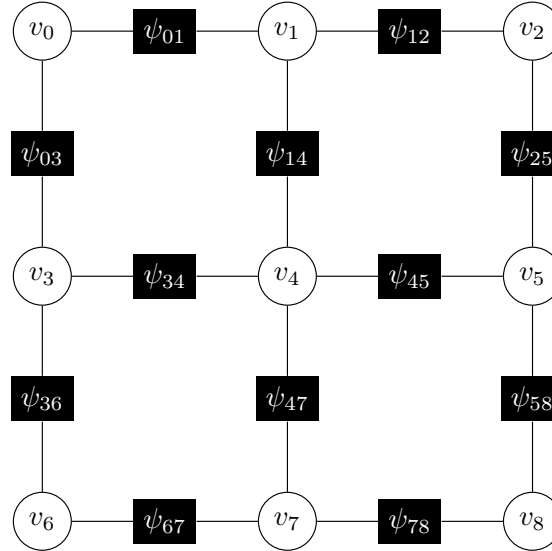 v₀ ψ₀₁ v₁ ψ₁₂ v₂
ψ₀₃ ψ₁₄ ψ₂₅
v₃ ψ₃₄ v₄ ψ₄₅ v₅
ψ₃₆ ψ₄₇ ψ₅₈
v₆ ψ₆₇ v₇ ψ₇₈ v₈